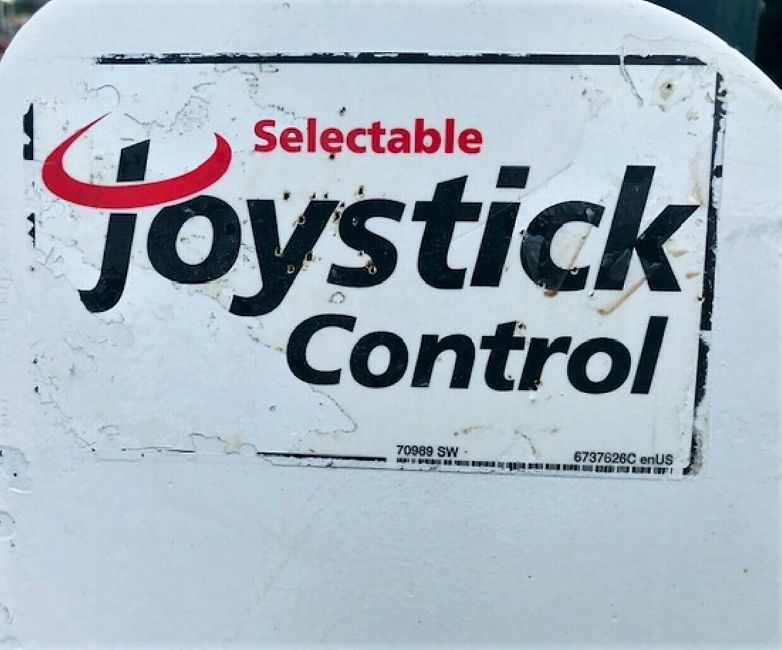 Selectable
Joystick
Control
70989 SW
6737626C enUS